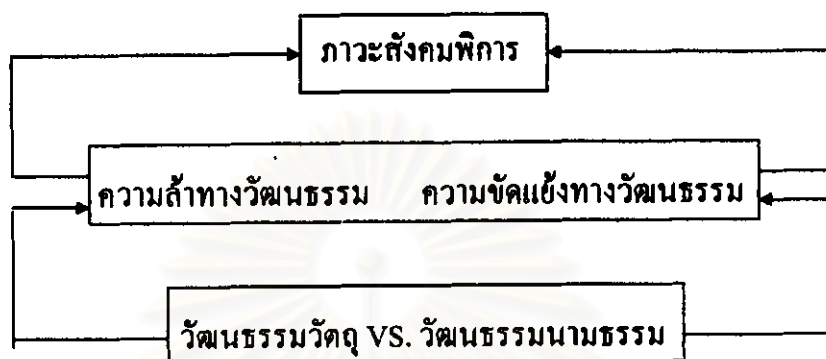 ภาวะสังคมพิการ
ความล้าทางวัฒนธรรม ความขัดแย้งทางวัฒนธรรม
วัฒนธรรมวัตถุ VS. วัฒนธรรมนามธรรม